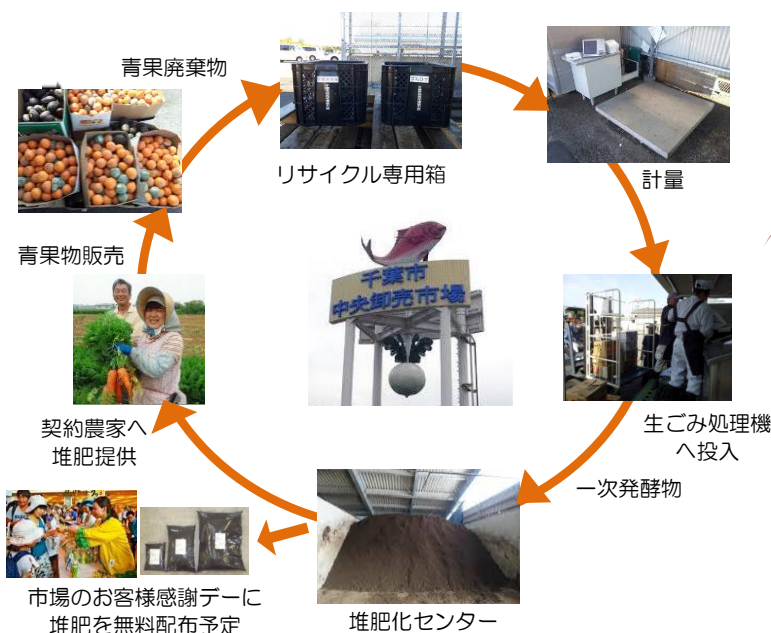 青果廃棄物
リサイクル専用箱
計量
青果物販売
千葉市
中央卸売市場
契約農家へ
堆肥提供
生ごみ処理機
へ投入
一次発酵物
市場のお客様感謝デーに
堆肥を無料配布予定
堆肥化センター